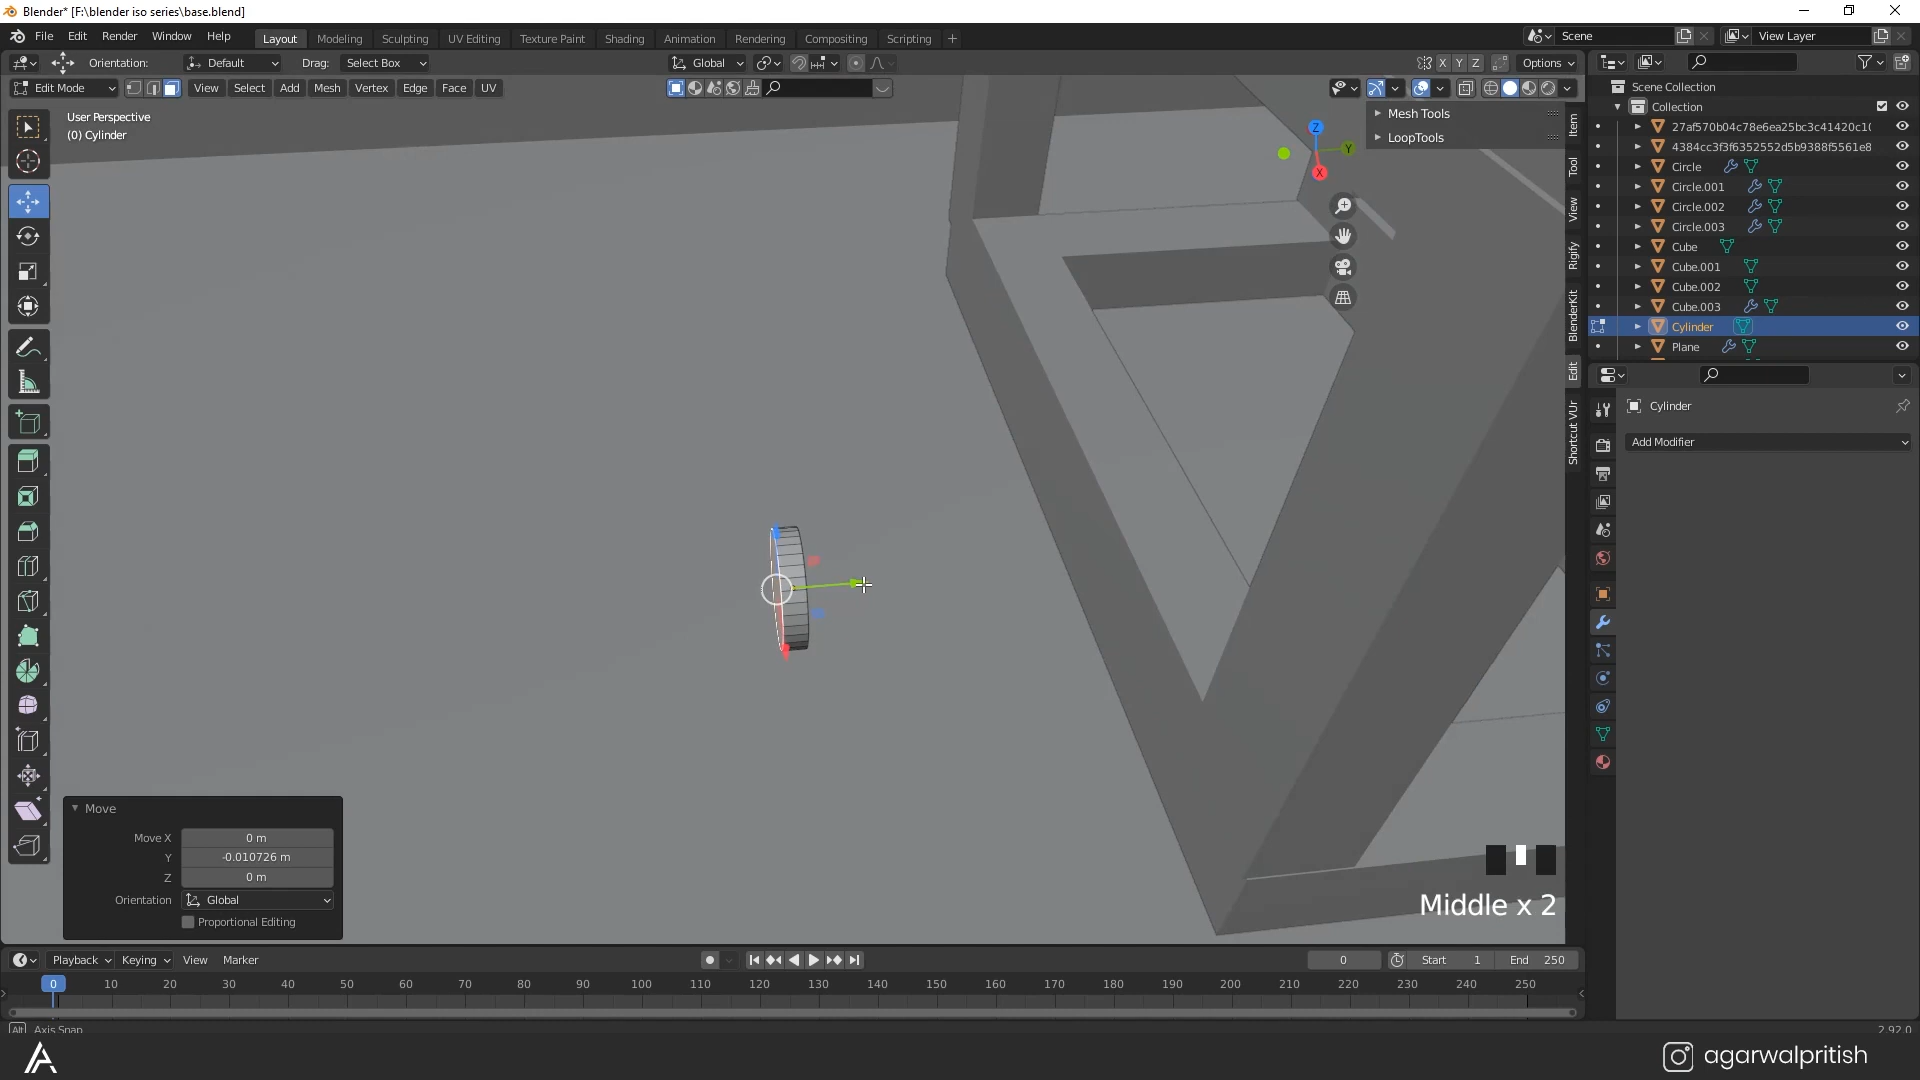 Blender* [F:\blender iso series\base.blend]
File Edit Render Window Help Layout Modeling Sculpting UV Editing Texture Paint Shading Animation Rendering Compositing Scripting + Scene View Layer
Orientation: Default Drag: Select Box Global X Y Z Options
Edit Mode View Select Add Mesh Vertex Edge Face UV
User Perspective
(0) Cylinder
Mesh Tools
LoopTools
Z
Y
X
Item
Tool
View
Rigify
BlenderKit
Edit
Shortcut VUr
Scene Collection
Collection
27af570b04c78e6ea25bc3c41420c10
4384cc3f3f6352552d5b9388f5561e8
Circle
Circle.001
Circle.002
Circle.003
Cube
Cube.001
Cube.002
Cube.003
Cylinder
Plane
Cylinder
Add Modifier
Move
Move X 0 m
Y -0.010726 m
Z 0 m
Orientation Global
Proportional Editing
Middle x 2
Playback Keying View Marker 0 Start 1 End 250
0 10 20 30 40 50 60 70 80 90 100 110 120 130 140 150 160 170 180 190 200 210 220 230 240 250
Alt Axis Snap 2.92.0
agarwalpritish